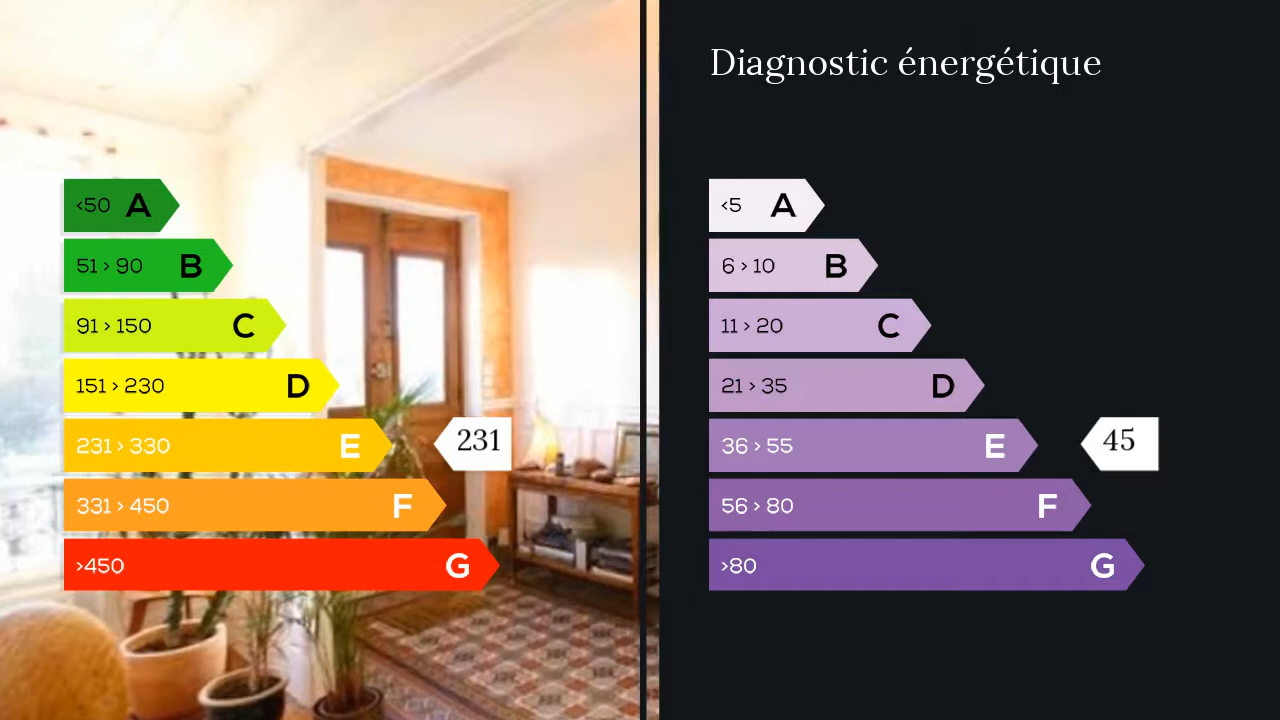 Diagnostic énergétique
<50 A
51 > 90 B
91 > 150 C
151 > 230 D
231 > 330 E
231
331 > 450 F
>450 G
<5 A
6 > 10 B
11 > 20 C
21 > 35 D
36 > 55 E
45
56 > 80 F
>80 G